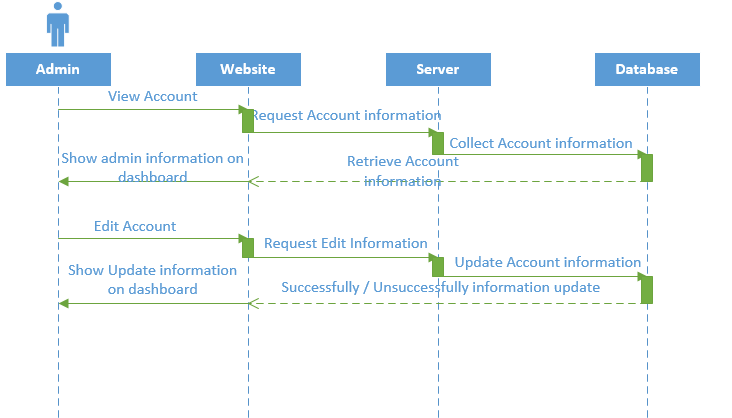 Admin
Website
Server
Database
View Account
Request Account information
Collect Account information
Show admin information on
dashboard
Retrieve Account
information
Edit Account
Request Edit Information
Update Account information
Show Update information
on dashboard
Successfully / Unsuccessfully information update